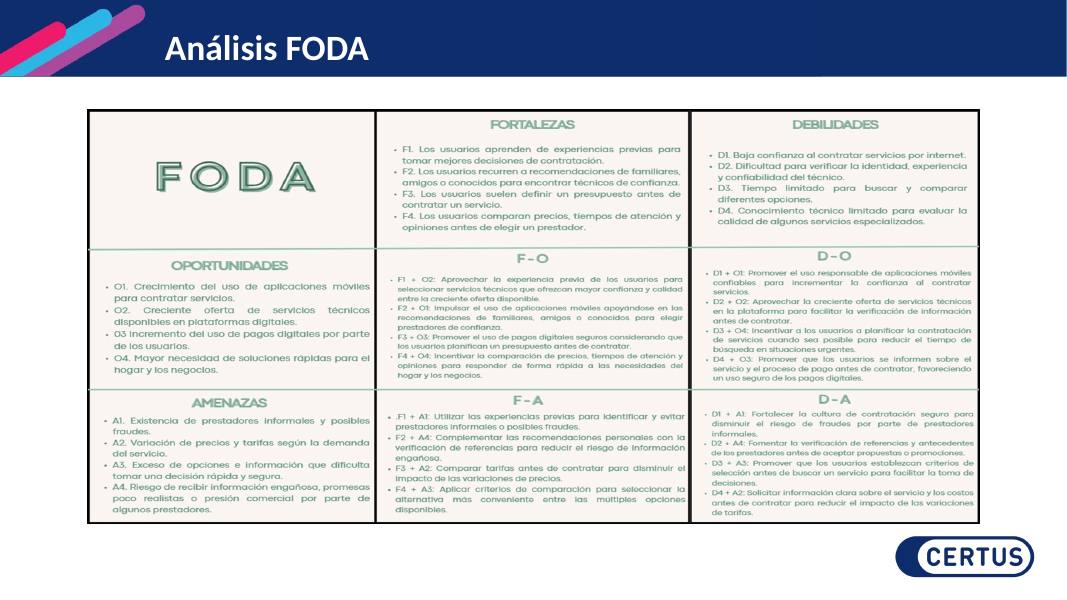 Análisis FODA
FODA
FORTALEZAS
• F1. Los usuarios aprenden de experiencias previas para
tomar mejores decisiones de contratación.
• F2. Los usuarios recurren a recomendaciones de familiares,
amigos o conocidos para encontrar técnicos de confianza.
• F3. Los usuarios suelen definir un presupuesto antes de
contratar un servicio.
• F4. Los usuarios comparan precios, tiempos de atención y
opiniones antes de elegir un prestador.
DEBILIDADES
• D1. Baja confianza al contratar servicios por internet.
• D2. Dificultad para verificar la identidad, experiencia
y confiabilidad del técnico.
• D3. Tiempo limitado para buscar y comparar
diferentes opciones.
• D4. Conocimiento técnico limitado para evaluar la
calidad de algunos servicios especializados.
OPORTUNIDADES
• O1. Crecimiento del uso de aplicaciones móviles
para contratar servicios.
• O2. Creciente oferta de servicios técnicos
disponibles en plataformas digitales.
• 03 Incremento del uso de pagos digitales por parte
de los usuarios.
• O4. Mayor necesidad de soluciones rápidas para el
hogar y los negocios.
F-O
• F1 + O2: Aprovechar la experiencia previa de los usuarios para
seleccionar servicios técnicos que ofrezcan mayor confianza y calidad
entre la creciente oferta disponible.
• F2 + O1: Impulsar el uso de aplicaciones móviles apoyándose en las
recomendaciones de familiares, amigos o conocidos para elegir
prestadores de confianza.
• F3 + O3: Promover el uso de pagos digitales seguros considerando que
los usuarios planifican un presupuesto antes de contratar.
• F4 + O4: Incentivar la comparación de precios, tiempos de atención y
opiniones para responder de forma rápida a las necesidades del
hogar y los negocios.
D-O
• D1 + O1: Promover el uso responsable de aplicaciones móviles
confiables para incrementar la confianza al contratar
servicios.
• D2 + O2: Aprovechar la creciente oferta de servicios técnicos
en la plataforma para facilitar la verificación de información
antes de contratar.
• D3 + O4: Incentivar a los usuarios a planificar la contratación
de servicios cuando sea posible para reducir el tiempo de
búsqueda en situaciones urgentes.
• D4 + O3: Promover que los usuarios se informen sobre el
servicio y el proceso de pago antes de contratar, favoreciendo
un uso seguro de los pagos digitales.
AMENAZAS
• A1. Existencia de prestadores informales y posibles
fraudes.
• A2. Variación de precios y tarifas según la demanda
del servicio.
• A3. Exceso de opciones e información que dificulta
tomar una decisión rápida y segura.
• A4. Riesgo de recibir información engañosa, promesas
poco realistas o presión comercial por parte de
algunos prestadores.
F-A
• .F1 + A1: Utilizar las experiencias previas para identificar y evitar
prestadores informales o posibles fraudes.
• F2 + A4: Complementar las recomendaciones personales con la
verificación de referencias para reducir el riesgo de información
engañosa.
• F3 + A2: Comparar tarifas antes de contratar para disminuir el
impacto de las variaciones de precios.
• F4 + A3: Aplicar criterios de comparación para seleccionar la
alternativa más conveniente entre las múltiples opciones
disponibles.
D-A
• D1 + A1: Fortalecer la cultura de contratación segura para
disminuir el riesgo de fraudes por parte de prestadores
informales.
• D2 + A4: Fomentar la verificación de referencias y antecedentes
de los prestadores antes de aceptar propuestas o promociones.
• D3 + A3: Promover que los usuarios establezcan criterios de
selección antes de buscar un servicio para facilitar la toma de
decisiones.
• D4 + A2: Solicitar información clara sobre el servicio y los costos
antes de contratar para reducir el impacto de las variaciones
de tarifas.
CERTUS